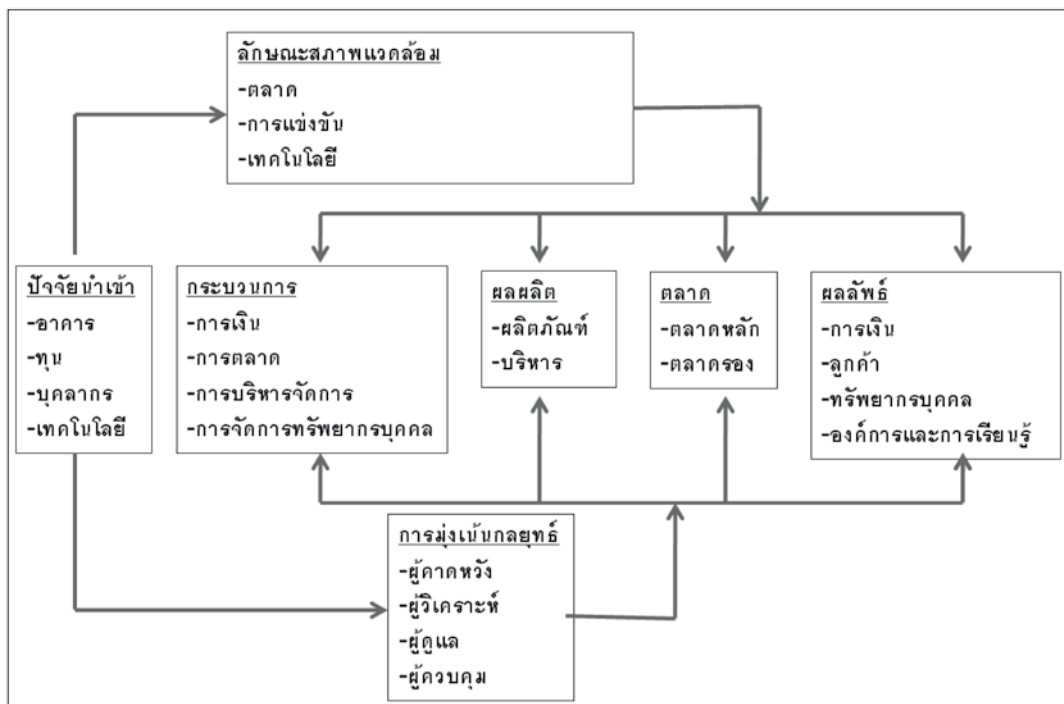 ลักษณะสภาพแวดล้อม
-ตลาด
-การแข่งขัน
-เทคโนโลยี
ปัจจัยนำเข้า
-อาคาร
-ทุน
-บุคลากร
-เทคโนโลยี
กระบวนการ
-การเงิน
-การตลาด
-การบริหารจัดการ
-การจัดการทรัพยากรบุคคล
ผลผลิต
-ผลิตภัณฑ์
-บริหาร
ตลาด
-ตลาดหลัก
-ตลาดรอง
ผลลัพธ์
-การเงิน
-ลูกค้า
-ทรัพยากรบุคคล
-องค์การและการเรียนรู้
การมุ่งเน้นกลยุทธ์
-ผู้คาดหวัง
-ผู้วิเคราะห์
-ผู้ดูแล
-ผู้ควบคุม